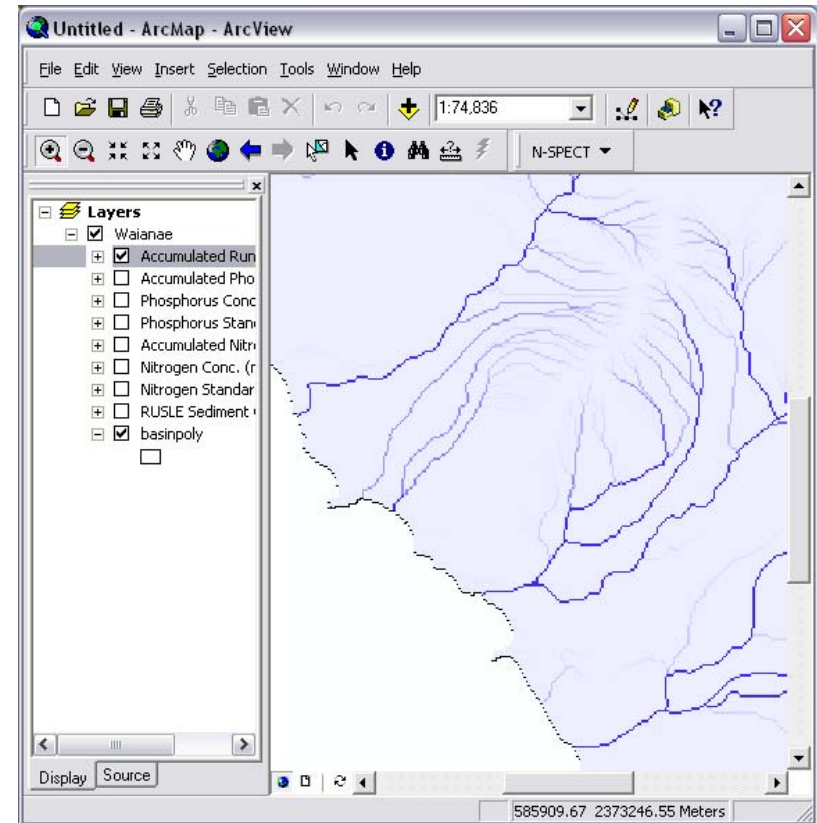 Untitled - ArcMap - ArcView
File Edit View Insert Selection Tools Window Help
1:74,836
N-SPECT
Layers
Waianae
Accumulated Run
Accumulated Pho
Phosphorus Conc
Phosphorus Stan
Accumulated Nitr
Nitrogen Conc. (r
Nitrogen Standar
RUSLE Sediment
basinpoly
Display Source
585909.67 2373246.55 Meters